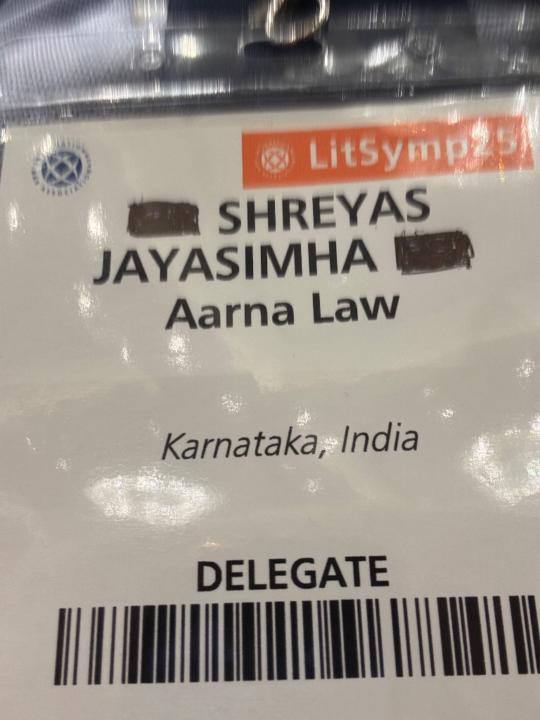 LitSymp25
SHREYAS
JAYASIMHA
Aarna Law
Karnataka, India
DELEGATE